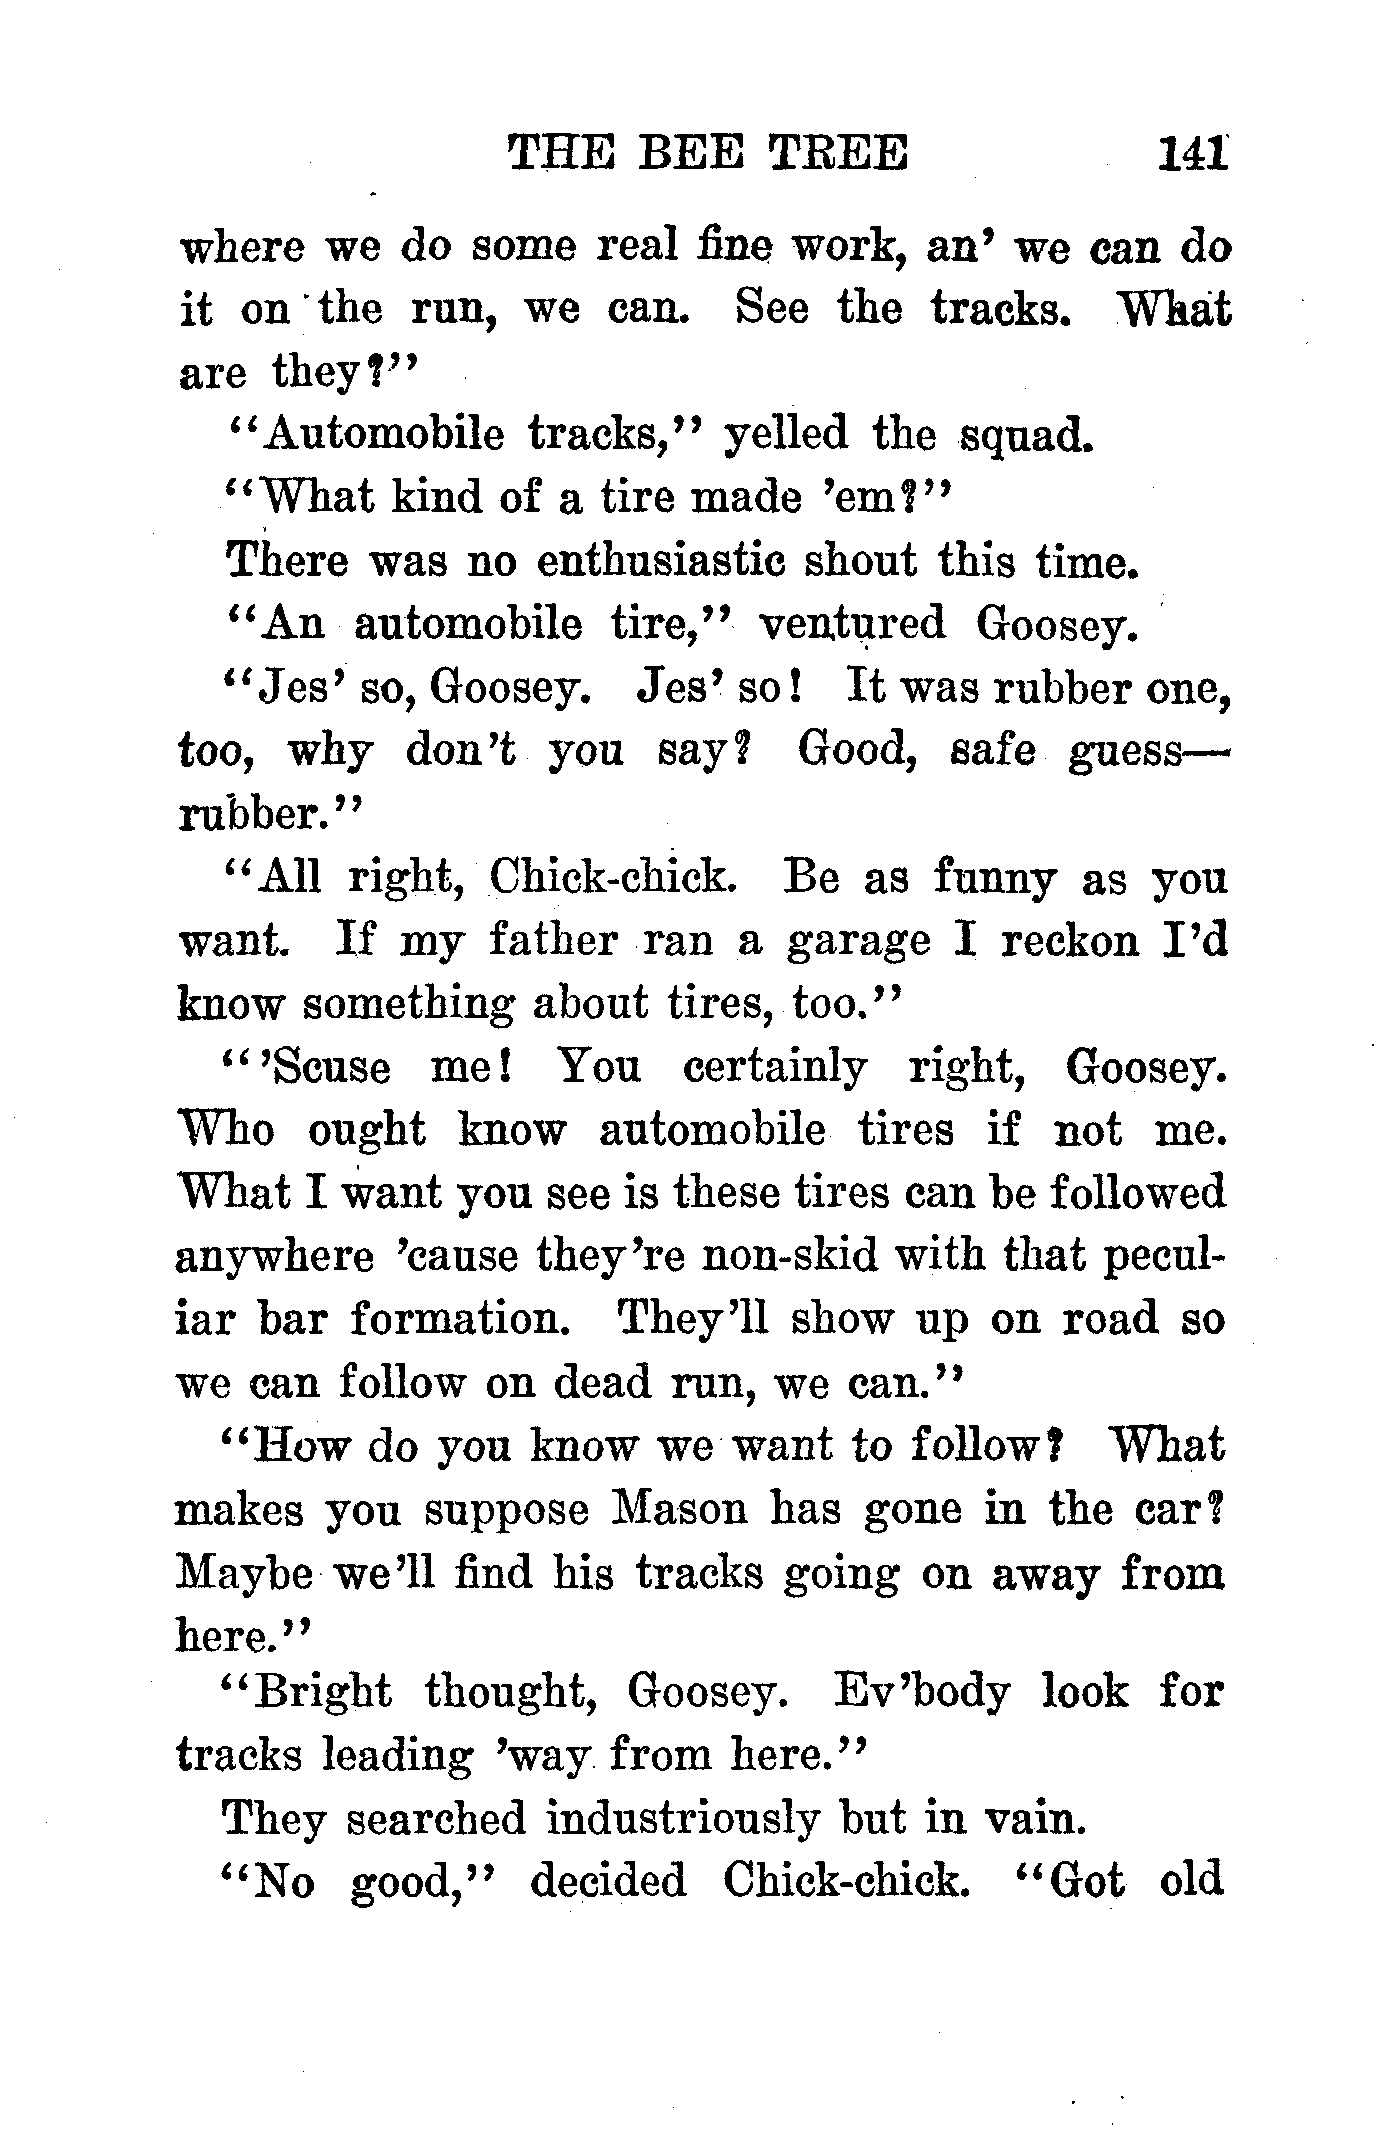 THE BEE TREE 141
where we do some real fine work, an' we can do
it on the run, we can. See the tracks. What
are they?"
"Automobile tracks," yelled the squad.
"What kind of a tire made 'em?"
There was no enthusiastic shout this time.
"An automobile tire," ventured Goosey.
"Jes' so, Goosey. Jes' so! It was rubber one,
too, why don't you say? Good, safe guess—
rubber."
"All right, Chick-chick. Be as funny as you
want. If my father ran a garage I reckon I'd
know something about tires, too."
"'Scuse me! You certainly right, Goosey.
Who ought know automobile tires if not me.
What I want you see is these tires can be followed
anywhere 'cause they're non-skid with that pecul-
iar bar formation. They'll show up on road so
we can follow on dead run, we can."
"How do you know we want to follow? What
makes you suppose Mason has gone in the car?
Maybe we'll find his tracks going on away from
here."
"Bright thought, Goosey. Ev'body look for
tracks leading 'way from here."
They searched industriously but in vain.
"No good," decided Chick-chick. "Got old